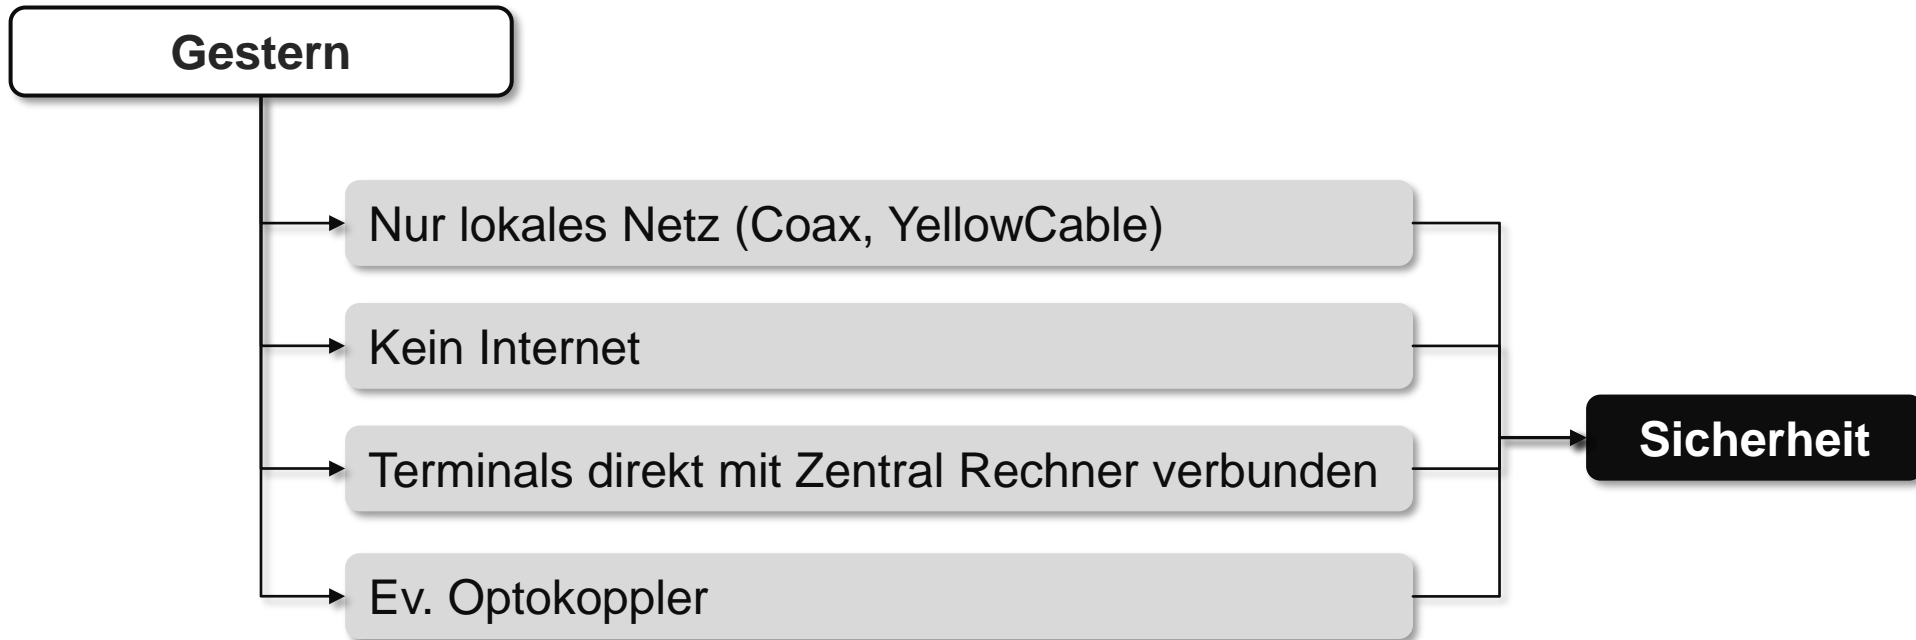 Gestern
Nur lokales Netz (Coax, YellowCable)
Kein Internet
Terminals direkt mit Zentral Rechner verbunden
Ev. Optokoppler
Sicherheit